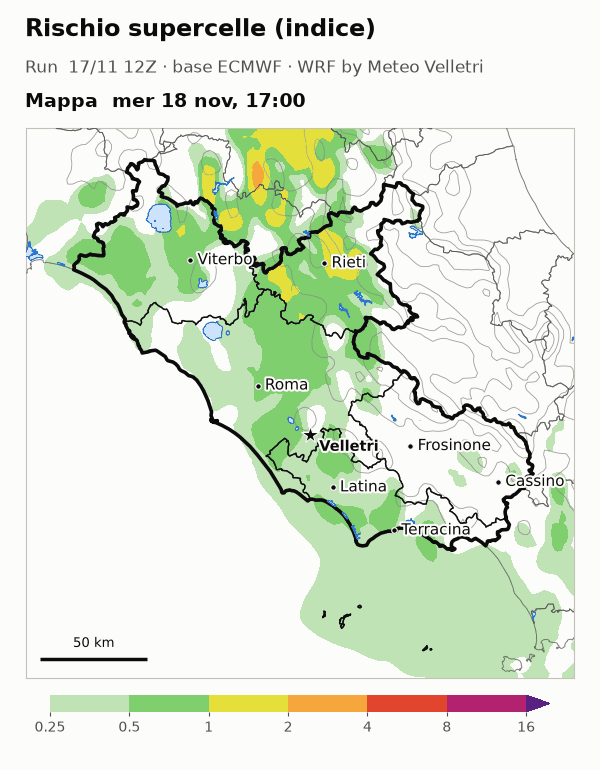 Rischio supercelle (indice)
Run  17/11 12Z · base ECMWF · WRF by Meteo Velletri
Mappa  mer 18 nov, 17:00
Viterbo
Rieti
Roma
Velletri
Frosinone
Latina
Cassino
Terracina
50 km
0.25 0.5 1 2 4 8 16